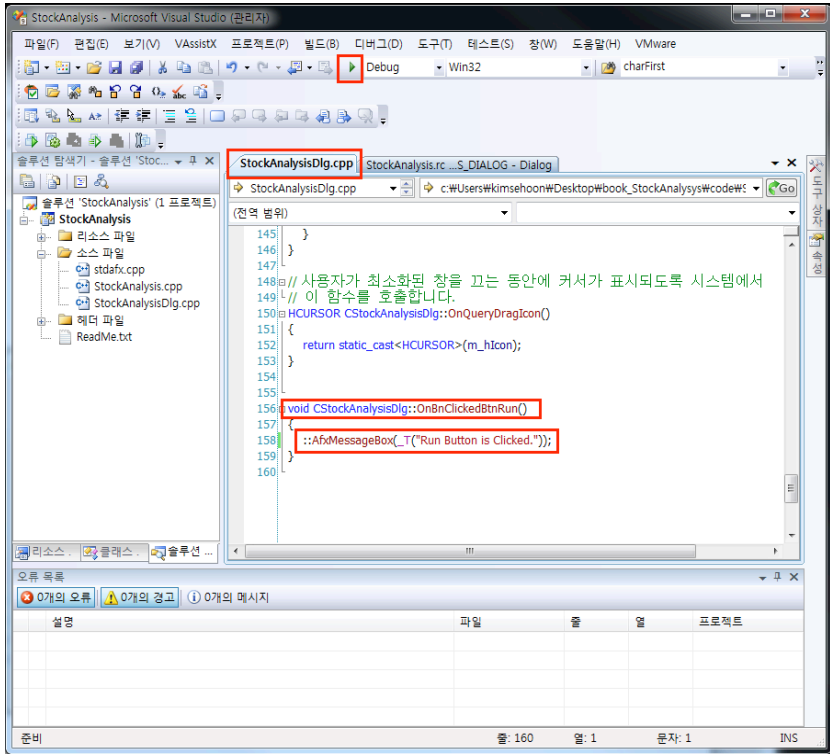 StockAnalysis - Microsoft Visual Studio (관리자)
파일(F) 편집(E) 보기(V) VAssistX 프로젝트(P) 빌드(B) 디버그(D) 도구(T) 테스트(S) 창(W) 도움말(H) VMware
Debug Win32 charFirst
솔루션 탐색기 - 솔루션 'Stoc...
StockAnalysisDlg.cpp StockAnalysis.rc ...S_DIALOG - Dialog
StockAnalysisDlg.cpp c:₩Users₩kimsehoon₩Desktop₩book_StockAnalysys₩code₩S Go
(전역 범위)
솔루션 'StockAnalysis' (1 프로젝트)
StockAnalysis
리소스 파일
소스 파일
stdafx.cpp
StockAnalysis.cpp
StockAnalysisDlg.cpp
헤더 파일
ReadMe.txt
145 }
146 }
147
148 // 사용자가 최소화된 창을 끄는 동안에 커서가 표시되도록 시스템에서
149 // 이 함수를 호출합니다.
150 HCURSOR CStockAnalysisDlg::OnQueryDragIcon()
151 {
152 return static_cast<HCURSOR>(m_hIcon);
153 }
154
155
156 void CStockAnalysisDlg::OnBnClickedBtnRun()
157 {
158 ::AfxMessageBox(_T("Run Button is Clicked."));
159 }
160
도구 상자
속성
리소스 ... 클래스 ... 솔루션 ...
오류 목록
0개의 오류 0개의 경고 0개의 메시지
설명 파일 줄 열 프로젝트
준비 줄: 160 열: 1 문자: 1 INS